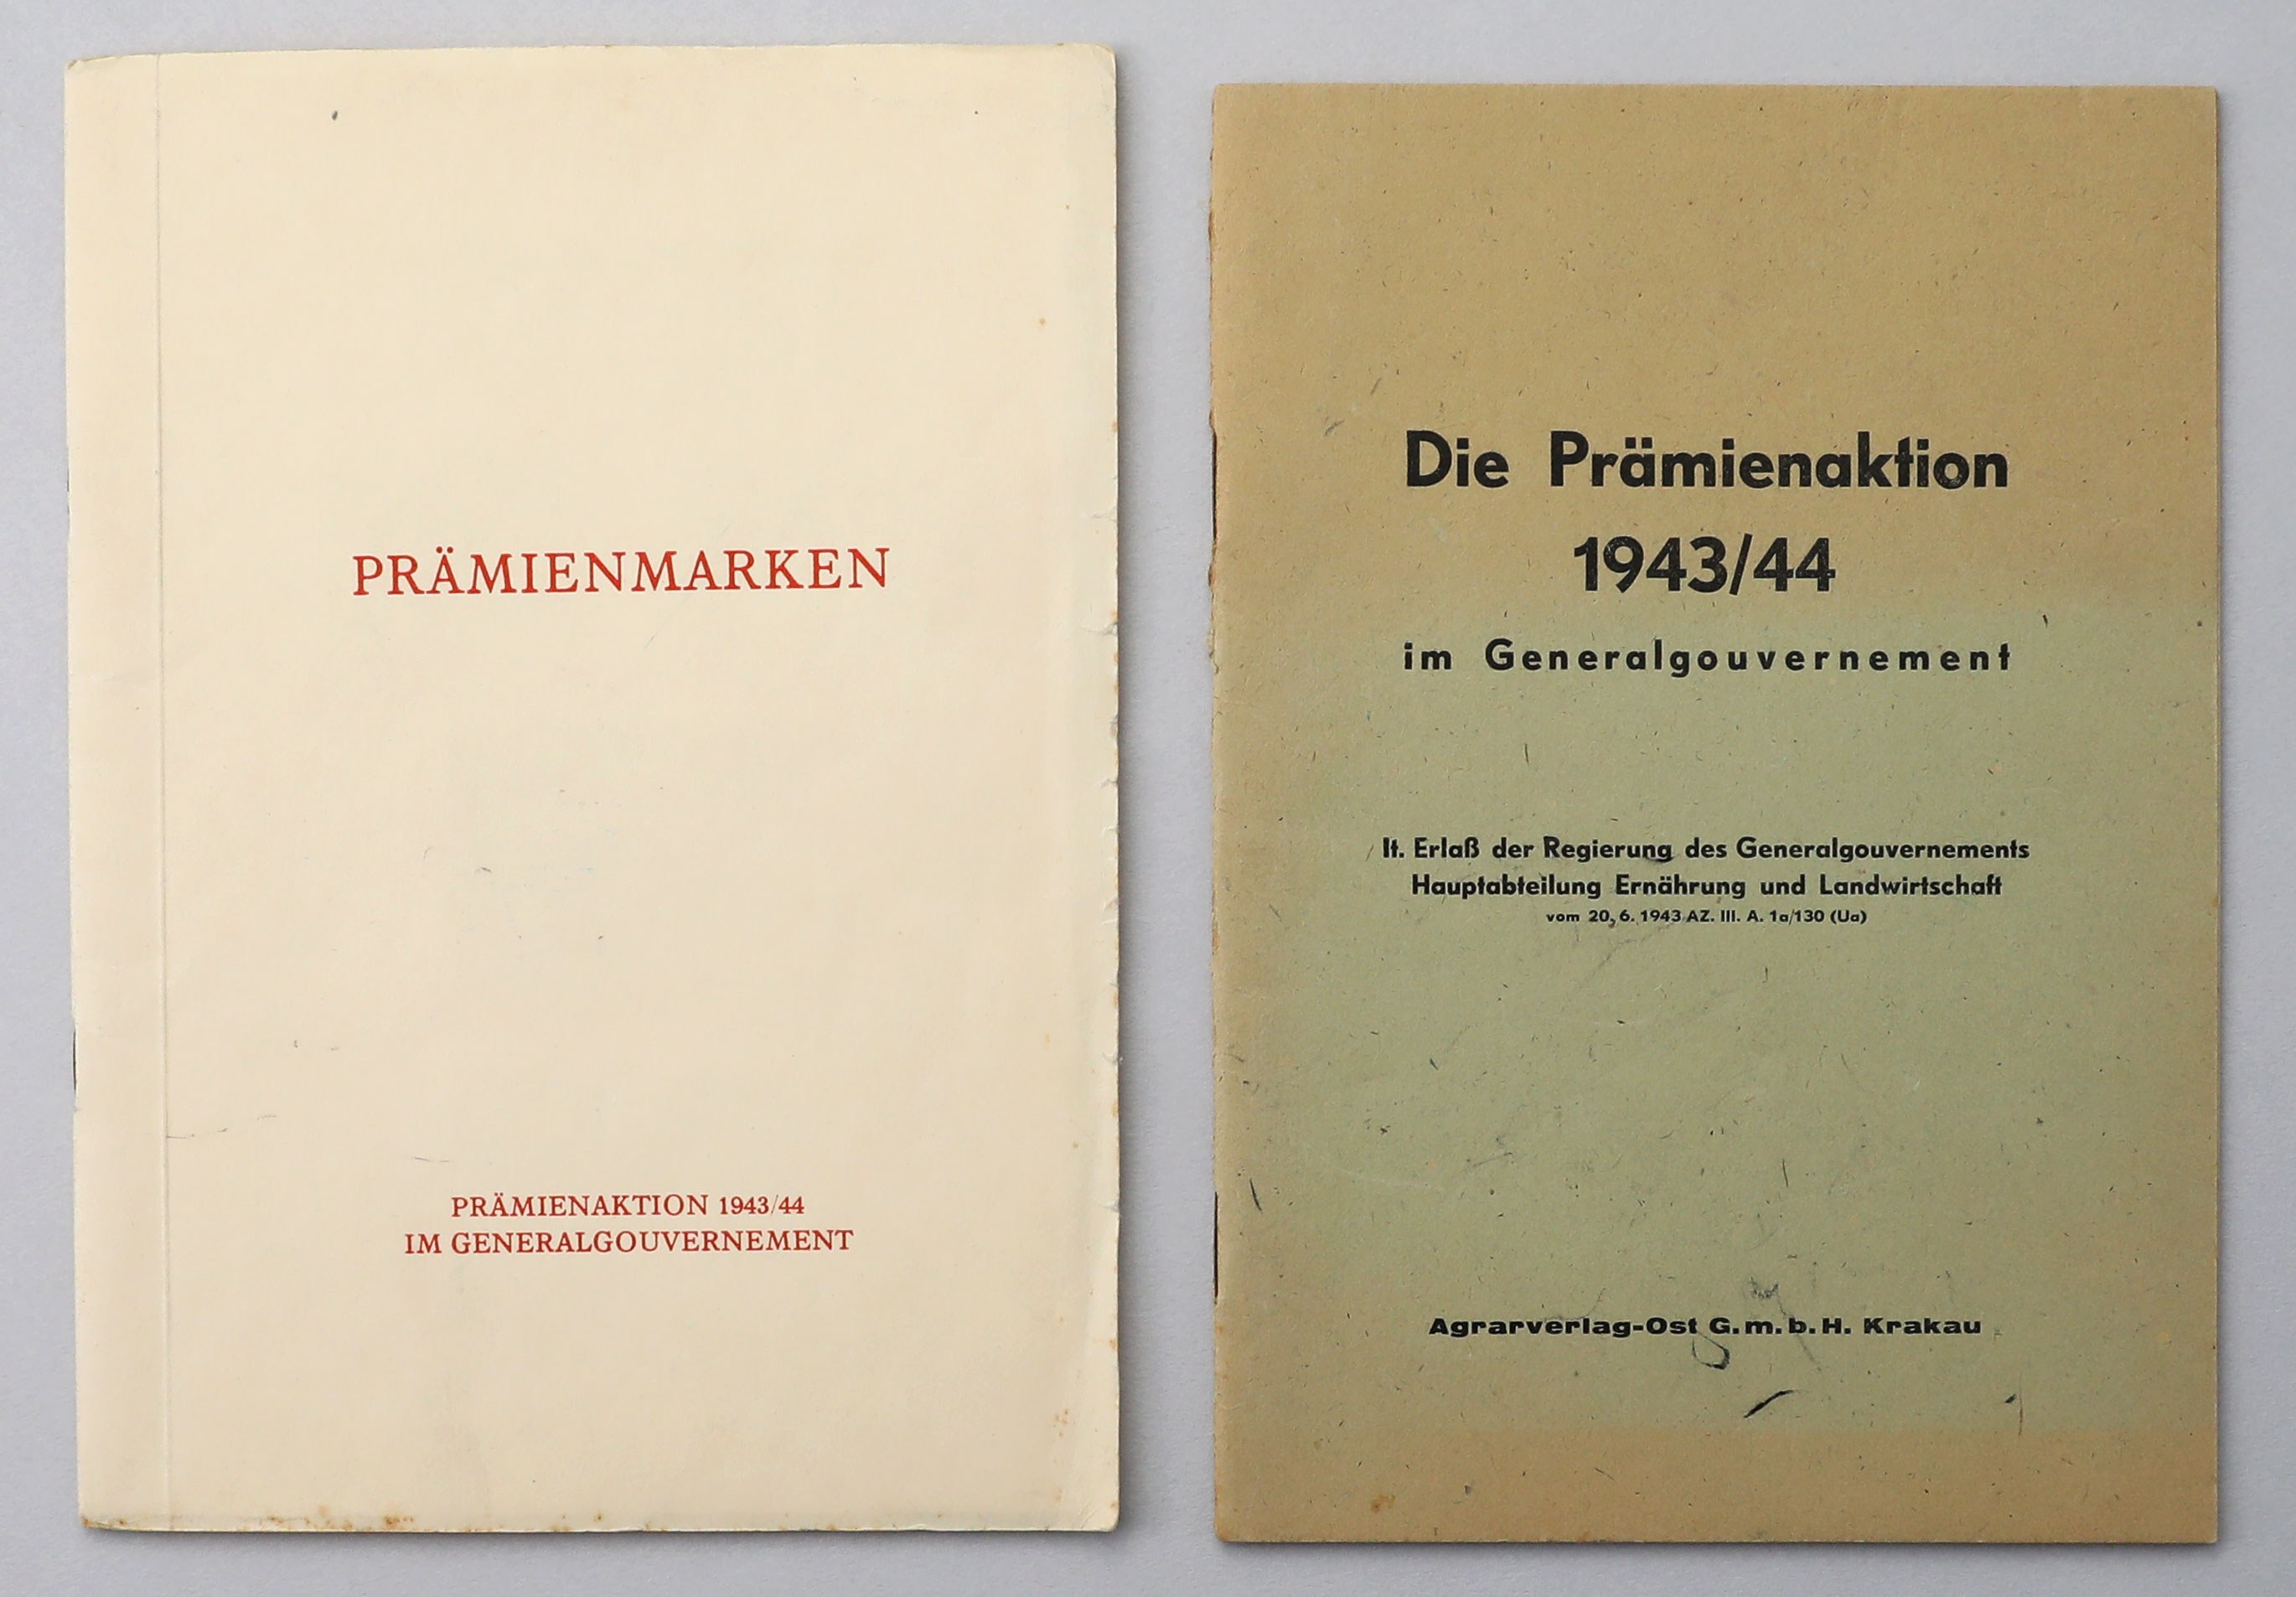 PRÄMIENMARKEN
PRÄMIENAKTION 1943/44
IM GENERALGOUVERNEMENT
Die Prämienaktion
1943/44
im Generalgouvernement
lt. Erlaß der Regierung des Generalgouvernements
Hauptabteilung Ernährung und Landwirtschaft
vom 20. 6. 1943 AZ. III. A. 1a/130 (Ua)
Agrarverlag-Ost G.m.b.H. Krakau